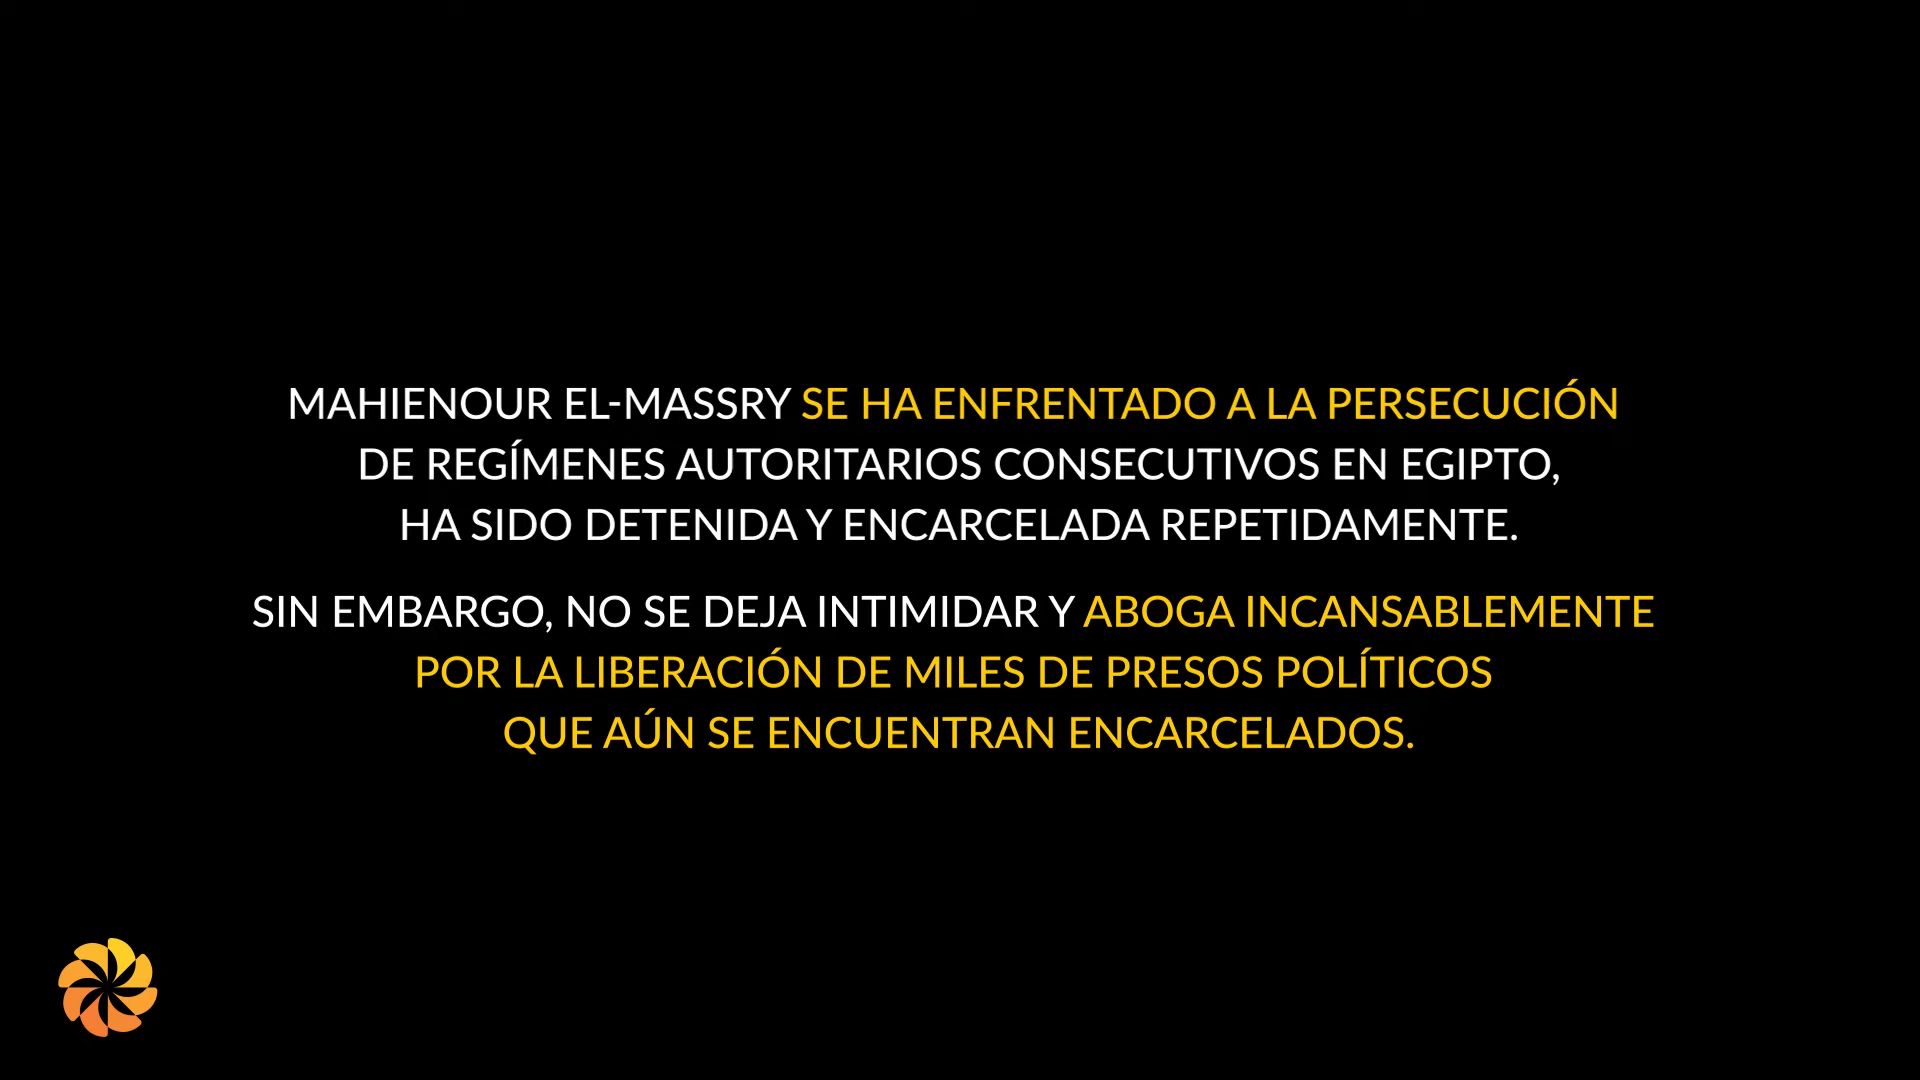 MAHIENOUR EL-MASSRY SE HA ENFRENTADO A LA PERSECUCIÓN
DE REGÍMENES AUTORITARIOS CONSECUTIVOS EN EGIPTO,
HA SIDO DETENIDA Y ENCARCELADA REPETIDAMENTE.
SIN EMBARGO, NO SE DEJA INTIMIDAR Y ABOGA INCANSABLEMENTE
POR LA LIBERACIÓN DE MILES DE PRESOS POLÍTICOS
QUE AÚN SE ENCUENTRAN ENCARCELADOS.